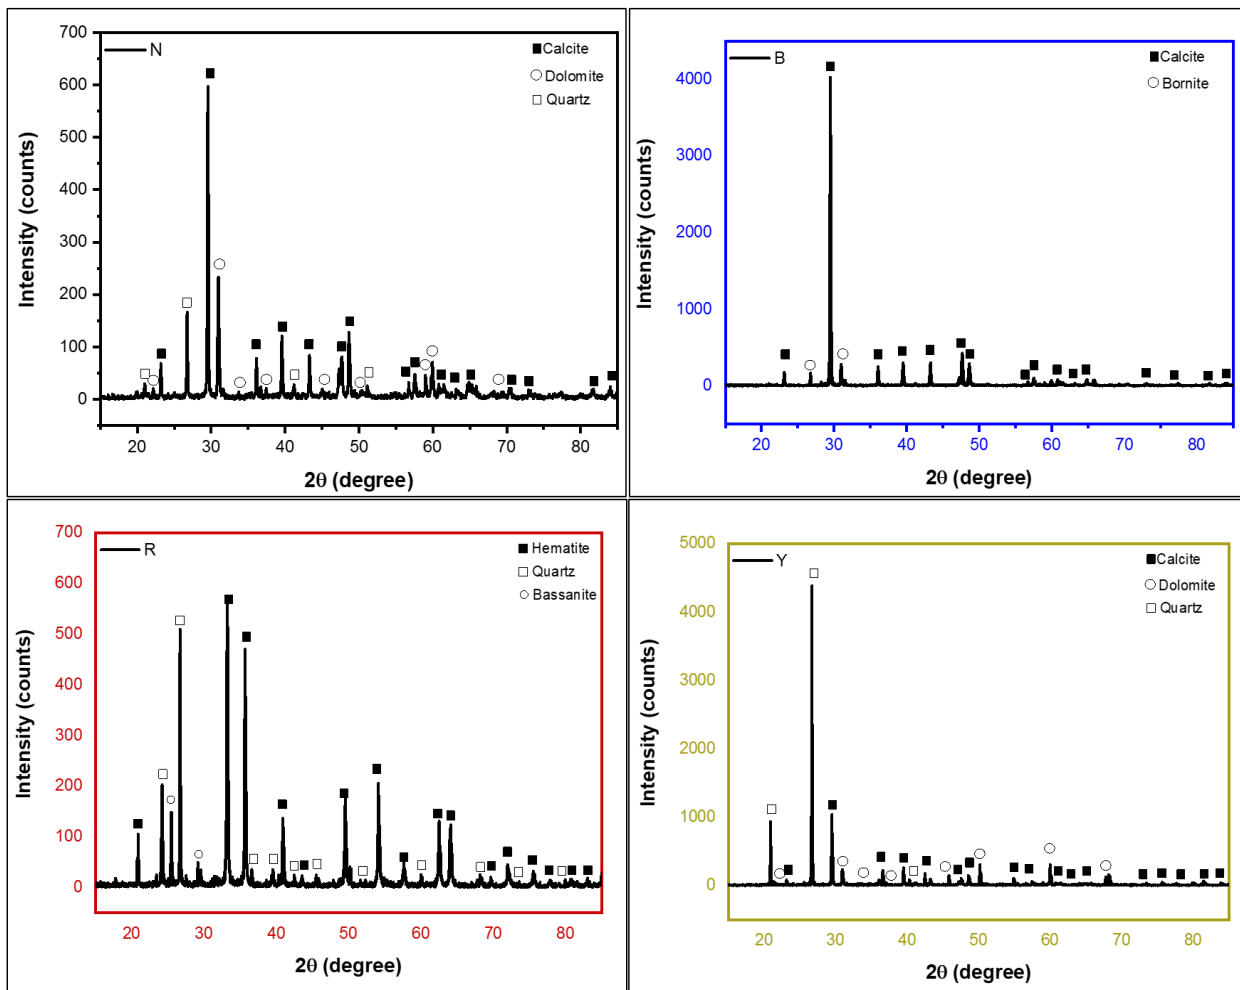 N
Calcite
Dolomite
Quartz
700
600
500
400
300
200
100
0
20 30 40 50 60 70 80
Intensity (counts)
2θ (degree)
B
Calcite
Bornite
4000
3000
2000
1000
0
20 30 40 50 60 70 80
Intensity (counts)
2θ (degree)
R
Hematite
Quartz
Bassanite
700
600
500
400
300
200
100
0
20 30 40 50 60 70 80
Intensity (counts)
2θ (degree)
Y
Calcite
Dolomite
Quartz
5000
4000
3000
2000
1000
0
20 30 40 50 60 70 80
Intensity (counts)
2θ (degree)